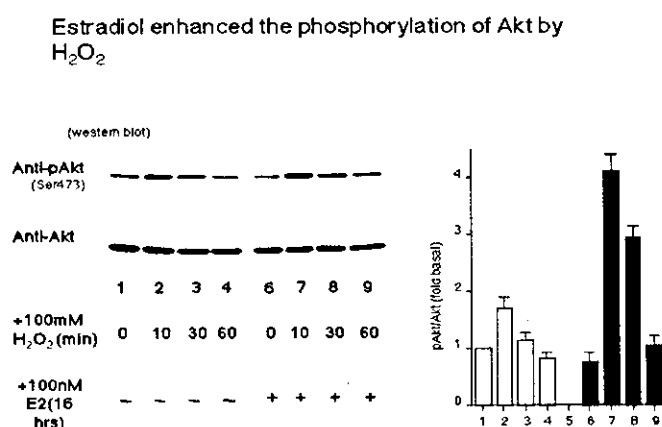 Estradiol enhanced the phosphorylation of Akt by
H₂O₂
(western blot)
Anti-pAkt
(Ser473)
Anti-Akt
1 2 3 4 6 7 8 9
+100mM
H₂O₂ (min) 0 10 30 60 0 10 30 60
+100nM
E2(16 − − − − + + + +
hrs)
pAkt/Akt (fold basal)
4
3
2
1
0
1 2 3 4 5 6 7 8 9